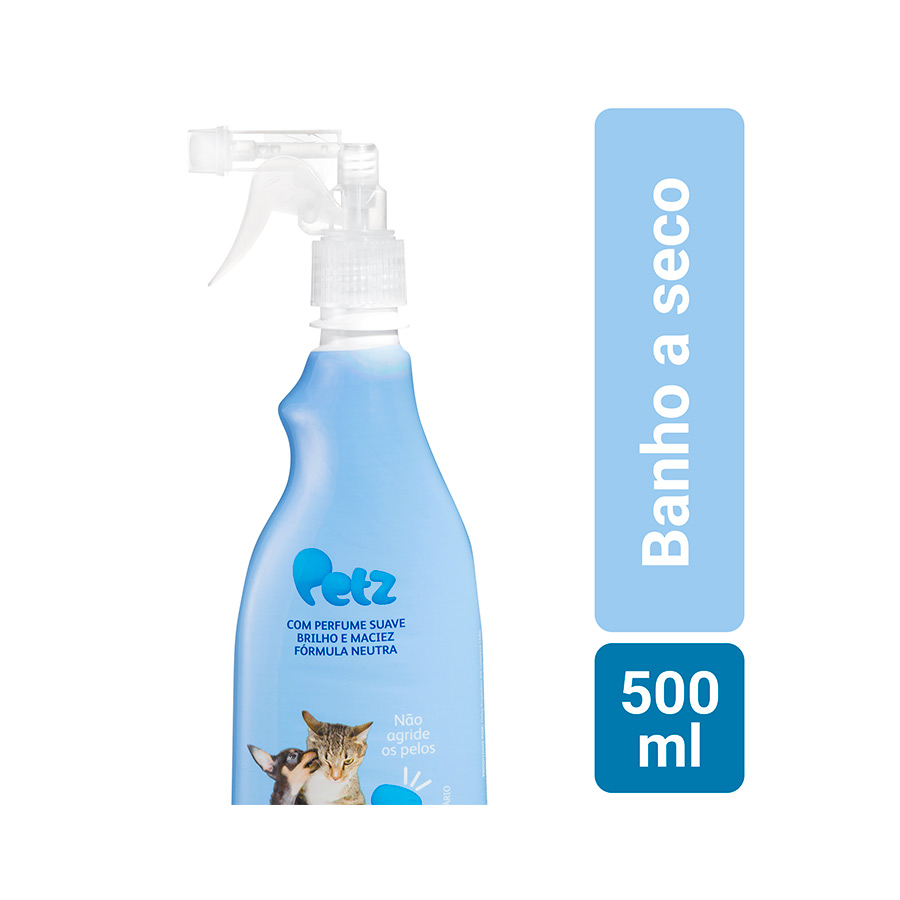 Petz
COM PERFUME SUAVE
BRILHO E MACIEZ
FÓRMULA NEUTRA
Não
agride
os pelos
Banho a seco
500
ml